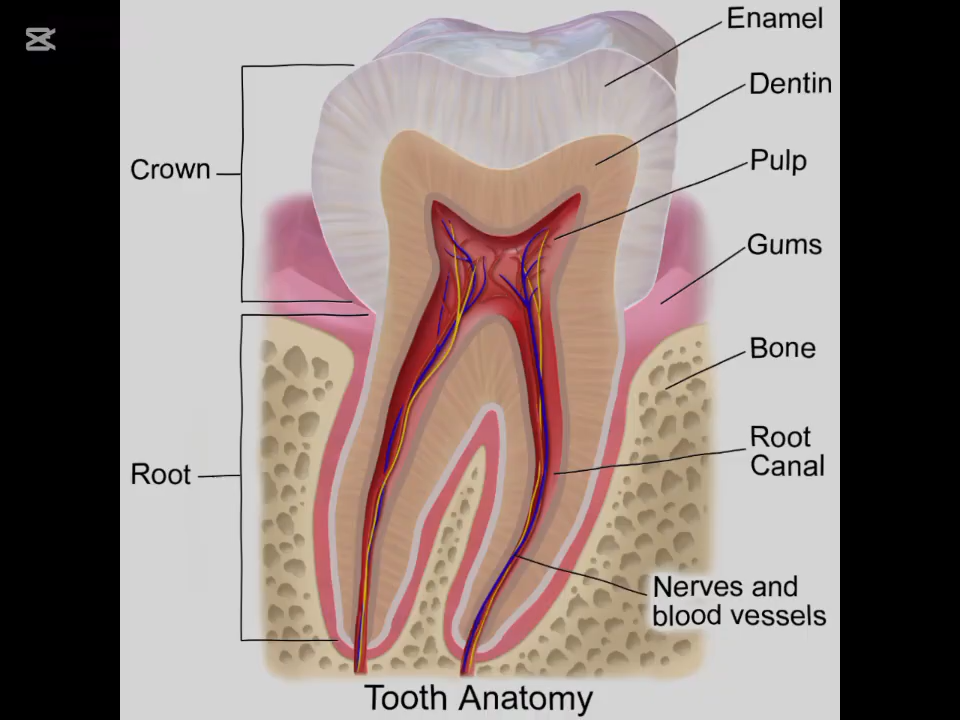 Enamel
Dentin
Pulp
Crown
Gums
Bone
Root
Canal
Root
Nerves and
blood vessels
Tooth Anatomy